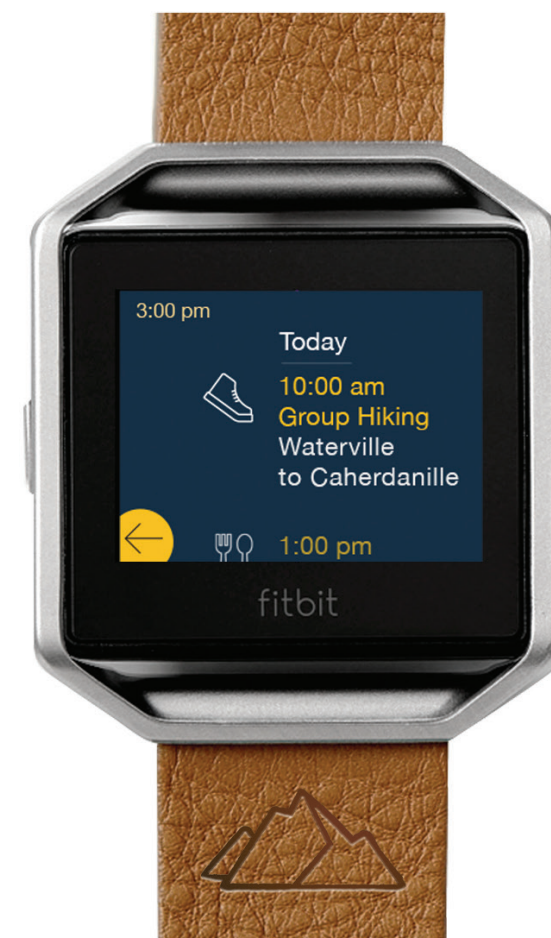 3:00 pm
Today
10:00 am
Group Hiking
Waterville
to Caherdanille
1:00 pm
fitbit